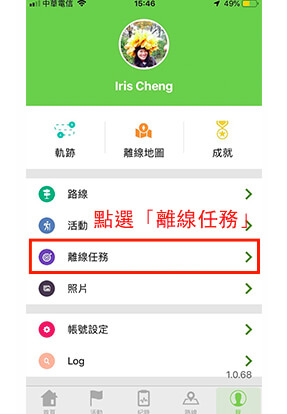 中華電信 15:46 49%
Iris Cheng
軌跡 離線地圖 成就
路線
活動
點選「離線任務」
離線任務
照片
帳號設定
Log
1.0.68
首頁 活動 紀錄 路線 我